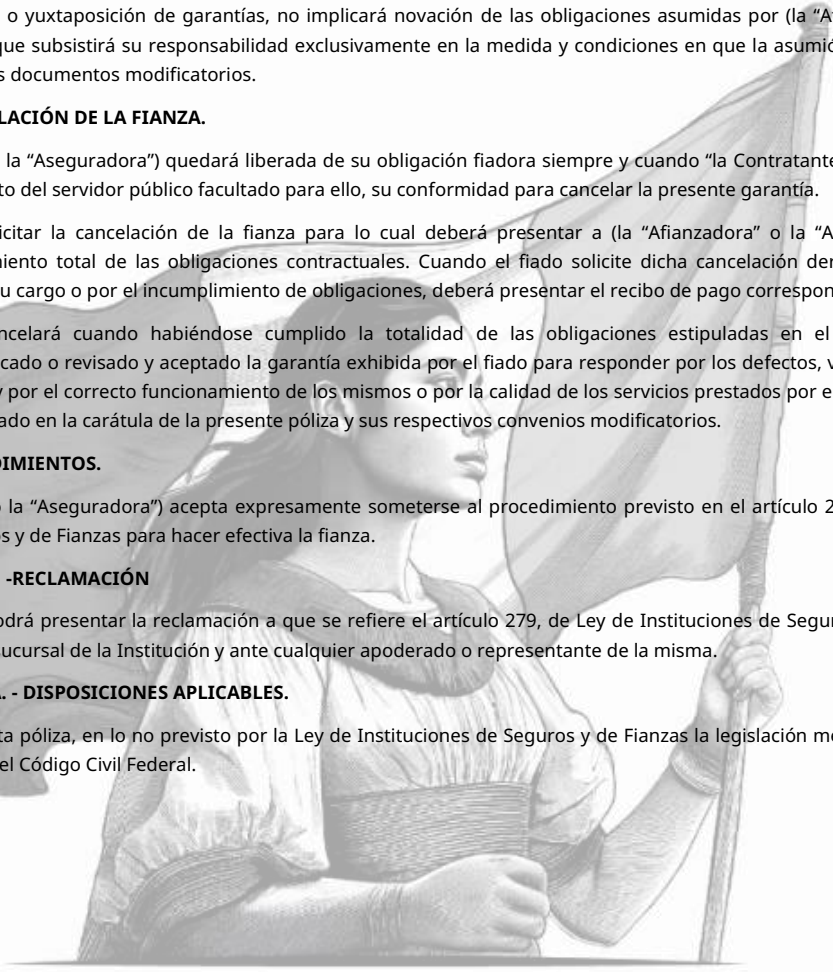 o yuxtaposición de garantías, no implicará novación de las obligaciones asumidas por (la “A
que subsistirá su responsabilidad exclusivamente en la medida y condiciones en que la asumió
s documentos modificatorios.
LACIÓN DE LA FIANZA.
la “Aseguradora”) quedará liberada de su obligación fiadora siempre y cuando “la Contratante
to del servidor público facultado para ello, su conformidad para cancelar la presente garantía.
icitar la cancelación de la fianza para lo cual deberá presentar a (la “Afianzadora” o la “A
miento total de las obligaciones contractuales. Cuando el fiado solicite dicha cancelación der
u cargo o por el incumplimiento de obligaciones, deberá presentar el recibo de pago correspon
ncelará cuando habiéndose cumplido la totalidad de las obligaciones estipuladas en el
cado o revisado y aceptado la garantía exhibida por el fiado para responder por los defectos, v
y por el correcto funcionamiento de los mismos o por la calidad de los servicios prestados por e
ado en la carátula de la presente póliza y sus respectivos convenios modificatorios.
DIMIENTOS.
o la “Aseguradora”) acepta expresamente someterse al procedimiento previsto en el artículo 2
os y de Fianzas para hacer efectiva la fianza.
-RECLAMACIÓN
odrá presentar la reclamación a que se refiere el artículo 279, de Ley de Instituciones de Segu
sucursal de la Institución y ante cualquier apoderado o representante de la misma.
A. - DISPOSICIONES APLICABLES.
ta póliza, en lo no previsto por la Ley de Instituciones de Seguros y de Fianzas la legislación m
el Código Civil Federal.